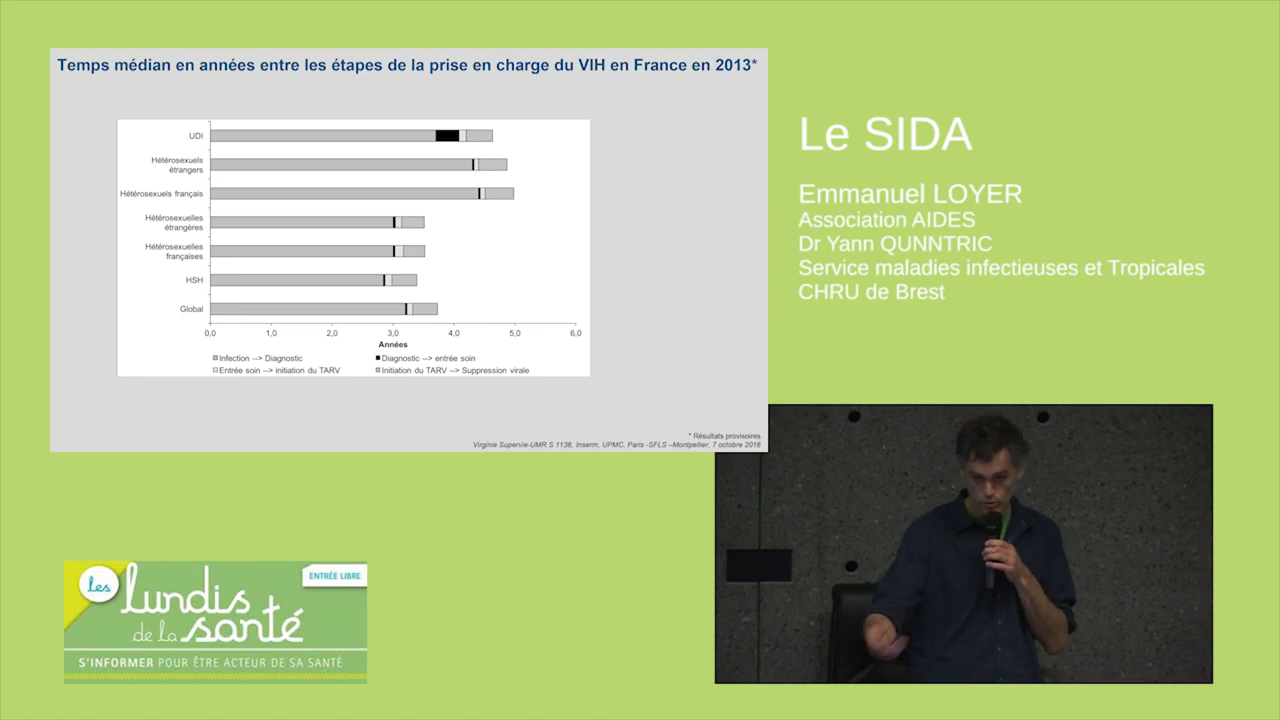 Temps médian en années entre les étapes de la prise en charge du VIH en France en 2013*
UDI
Hétérosexuels
étrangers
Hétérosexuels français
Hétérosexuelles
étrangères
Hétérosexuelles
françaises
HSH
Global
0,0 1,0 2,0 3,0 4,0 5,0 6,0
Années
Infection --> Diagnostic
Diagnostic --> entrée soin
Entrée soin --> initiation du TARV
Initiation du TARV --> Suppression virale
* Résultats provisoires
Virginie Supervie-UMR S 1136, Inserm, UPMC, Paris -SFLS –Montpellier, 7 octobre 2016
Le SIDA
Emmanuel LOYER
Association AIDES
Dr Yann QUNNTRIC
Service maladies infectieuses et Tropicales
CHRU de Brest
les
lundis
de la santé
ENTRÉE LIBRE
S'INFORMER POUR ÊTRE ACTEUR DE SA SANTÉ